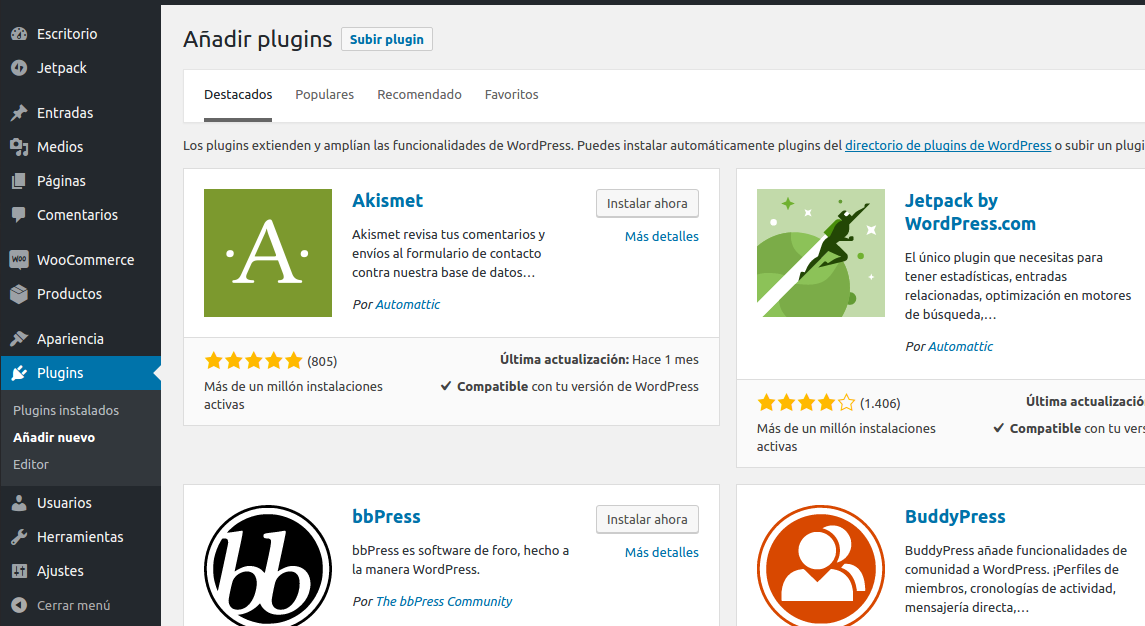 Escritorio
Jetpack
Entradas
Medios
Páginas
Comentarios
WOO
WooCommerce
Productos
Apariencia
Plugins
Plugins instalados
Añadir nuevo
Editor
Usuarios
Herramientas
Ajustes
Cerrar menú
Añadir plugins
Subir plugin
Destacados
Populares
Recomendado
Favoritos
Los plugins extienden y amplían las funcionalidades de WordPress. Puedes instalar automáticamente plugins del directorio de plugins de WordPress o subir un plugi
·A·
Akismet
Instalar ahora
Más detalles
Akismet revisa tus comentarios y
envíos al formulario de contacto
contra nuestra base de datos…
Por Automattic
(805)
Más de un millón instalaciones
activas
Última actualización: Hace 1 mes
✓ Compatible con tu versión de WordPress
Jetpack by
WordPress.com
El único plugin que necesitas para
tener estadísticas, entradas
relacionadas, optimización en motores
de búsqueda,…
Por Automattic
(1.406)
Más de un millón instalaciones
activas
Última actualizació
✓ Compatible con tu vers
bb
bbPress
Instalar ahora
Más detalles
bbPress es software de foro, hecho a
la manera WordPress.
Por The bbPress Community
BuddyPress
BuddyPress añade funcionalidades de
comunidad a WordPress. ¡Perfiles de
miembros, cronologías de actividad,
mensajería directa,…